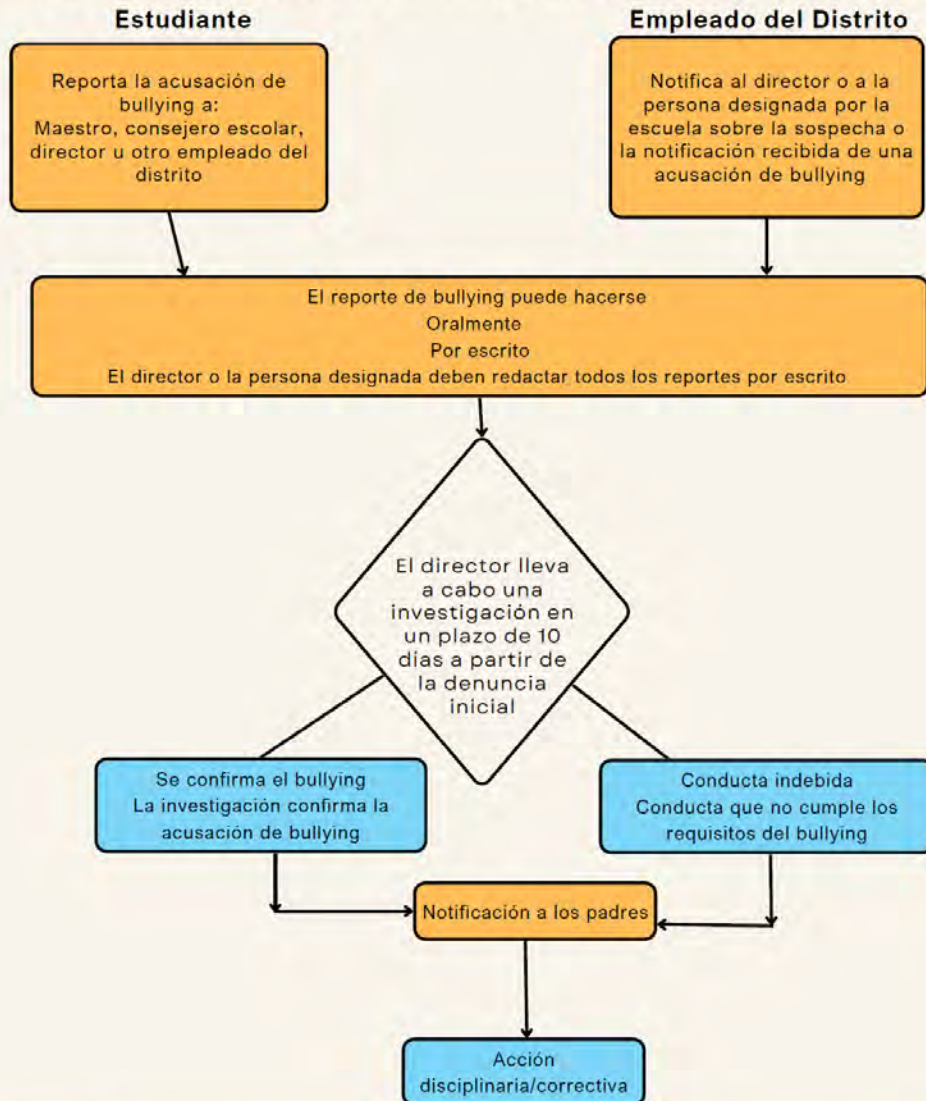 Estudiante
Empleado del Distrito
Reporta la acusación de
bullying a:
Maestro, consejero escolar,
director u otro empleado del
distrito
Notifica al director o a la
persona designada por la
escuela sobre la sospecha o
la notificación recibida de una
acusación de bullying
El reporte de bullying puede hacerse
Oralmente
Por escrito
El director o la persona designada deben redactar todos los reportes por escrito
El director lleva
a cabo una
investigación en
un plazo de 10
días a partir de
la denuncia
inicial
Se confirma el bullying
La investigación confirma la
acusación de bullying
Conducta indebida
Conducta que no cumple los
requisitos del bullying
Notificación a los padres
Acción
disciplinaria/correctiva